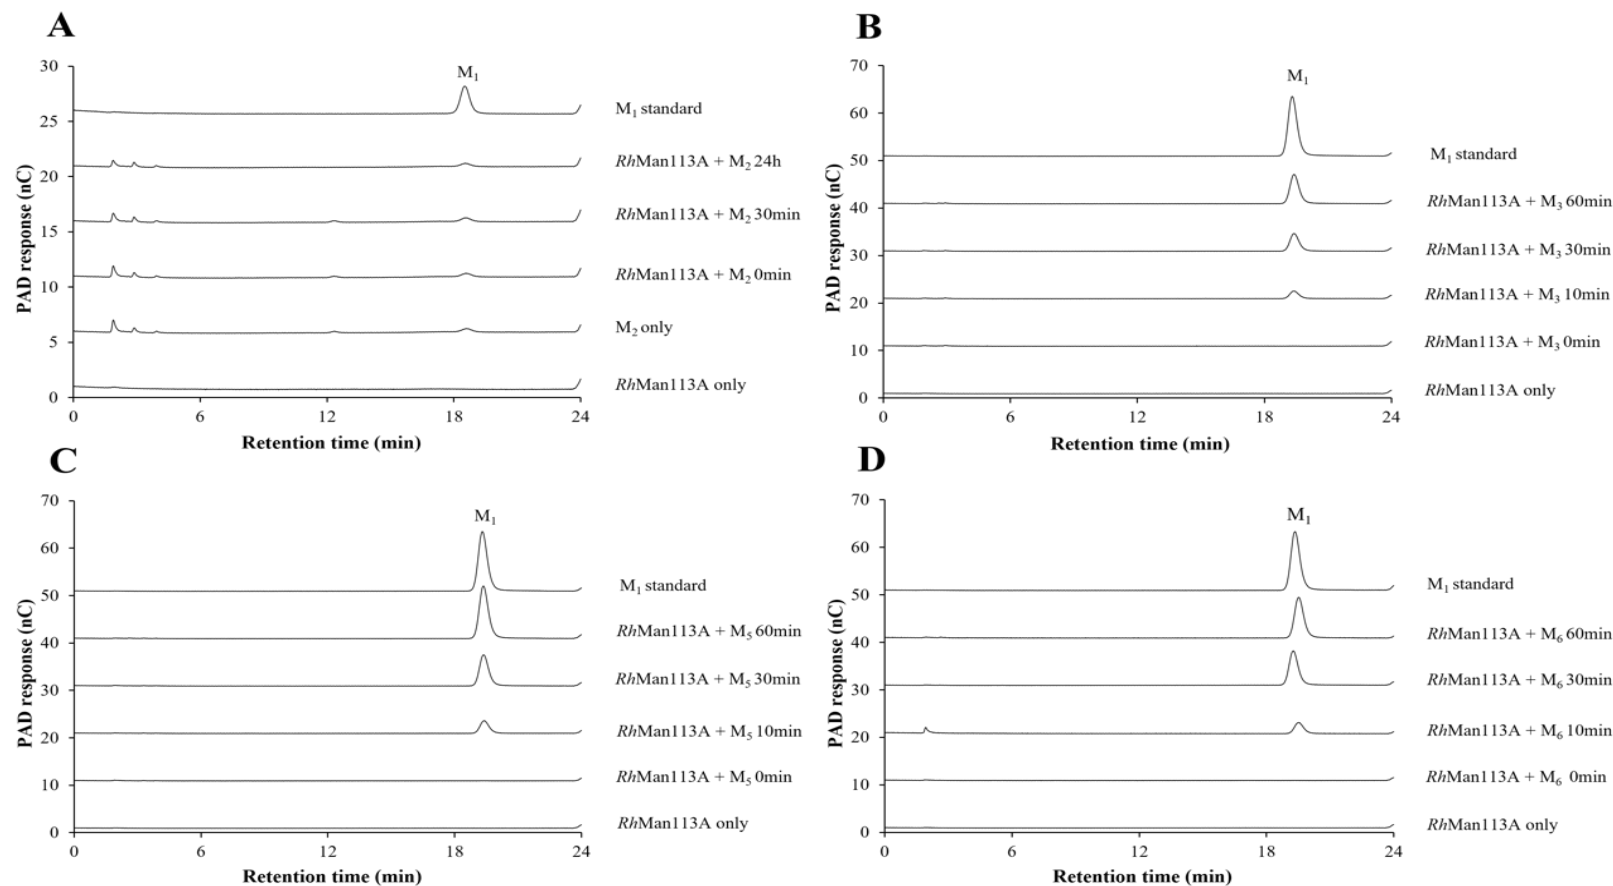 A
30
25
20
15
10
5
0
PAD response (nC)
M1
M1 standard
RhMan113A + M2 24h
RhMan113A + M2 30min
RhMan113A + M2 0min
M2 only
RhMan113A only
0 6 12 18 24
Retention time (min)
B
70
60
50
40
30
20
10
0
PAD response (nC)
M1
M1 standard
RhMan113A + M3 60min
RhMan113A + M3 30min
RhMan113A + M3 10min
RhMan113A + M3 0min
RhMan113A only
0 6 12 18 24
Retention time (min)
C
70
60
50
40
30
20
10
0
PAD response (nC)
M1
M1 standard
RhMan113A + M5 60min
RhMan113A + M5 30min
RhMan113A + M5 10min
RhMan113A + M5 0min
RhMan113A only
0 6 12 18 24
Retention time (min)
D
70
60
50
40
30
20
10
0
PAD response (nC)
M1
M1 standard
RhMan113A + M6 60min
RhMan113A + M6 30min
RhMan113A + M6 10min
RhMan113A + M6 0min
RhMan113A only
0 6 12 18 24
Retention time (min)